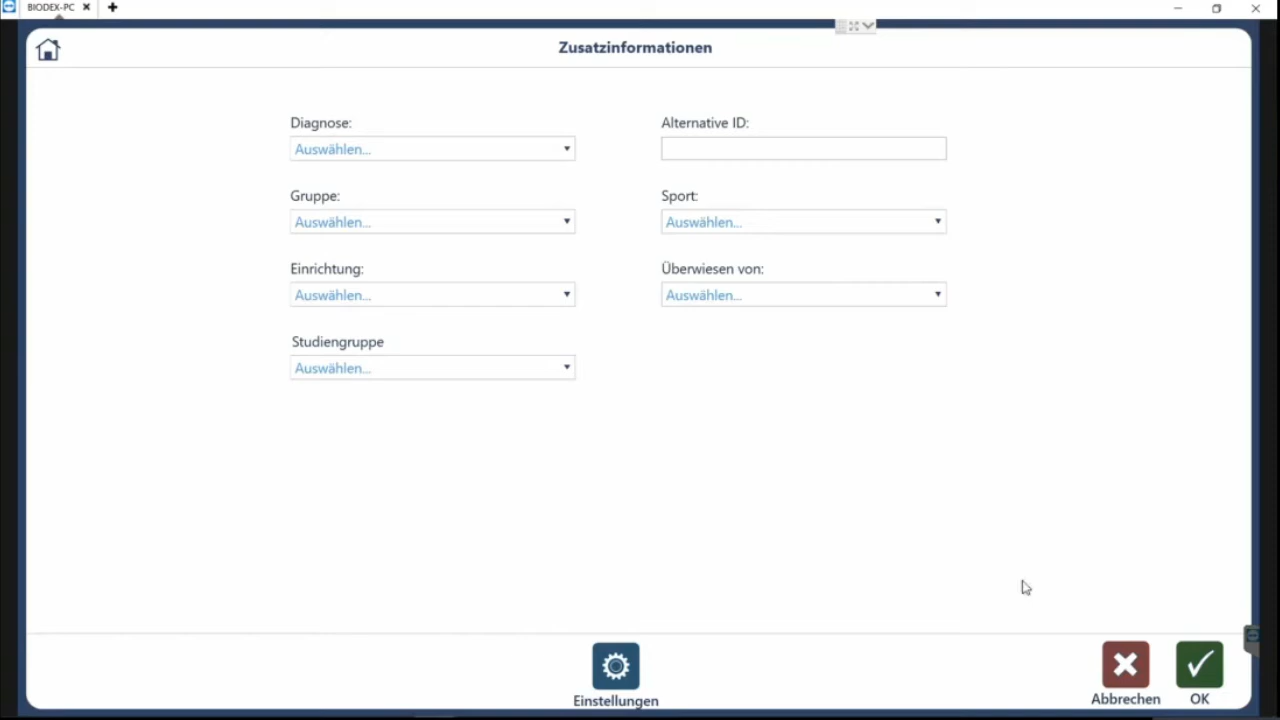 BIODEX-PC
Zusatzinformationen
Diagnose:
Auswählen...
Alternative ID:
Gruppe:
Auswählen...
Sport:
Auswählen...
Einrichtung:
Auswählen...
Überwiesen von:
Auswählen...
Studiengruppe
Auswählen...
Einstellungen
Abbrechen
OK